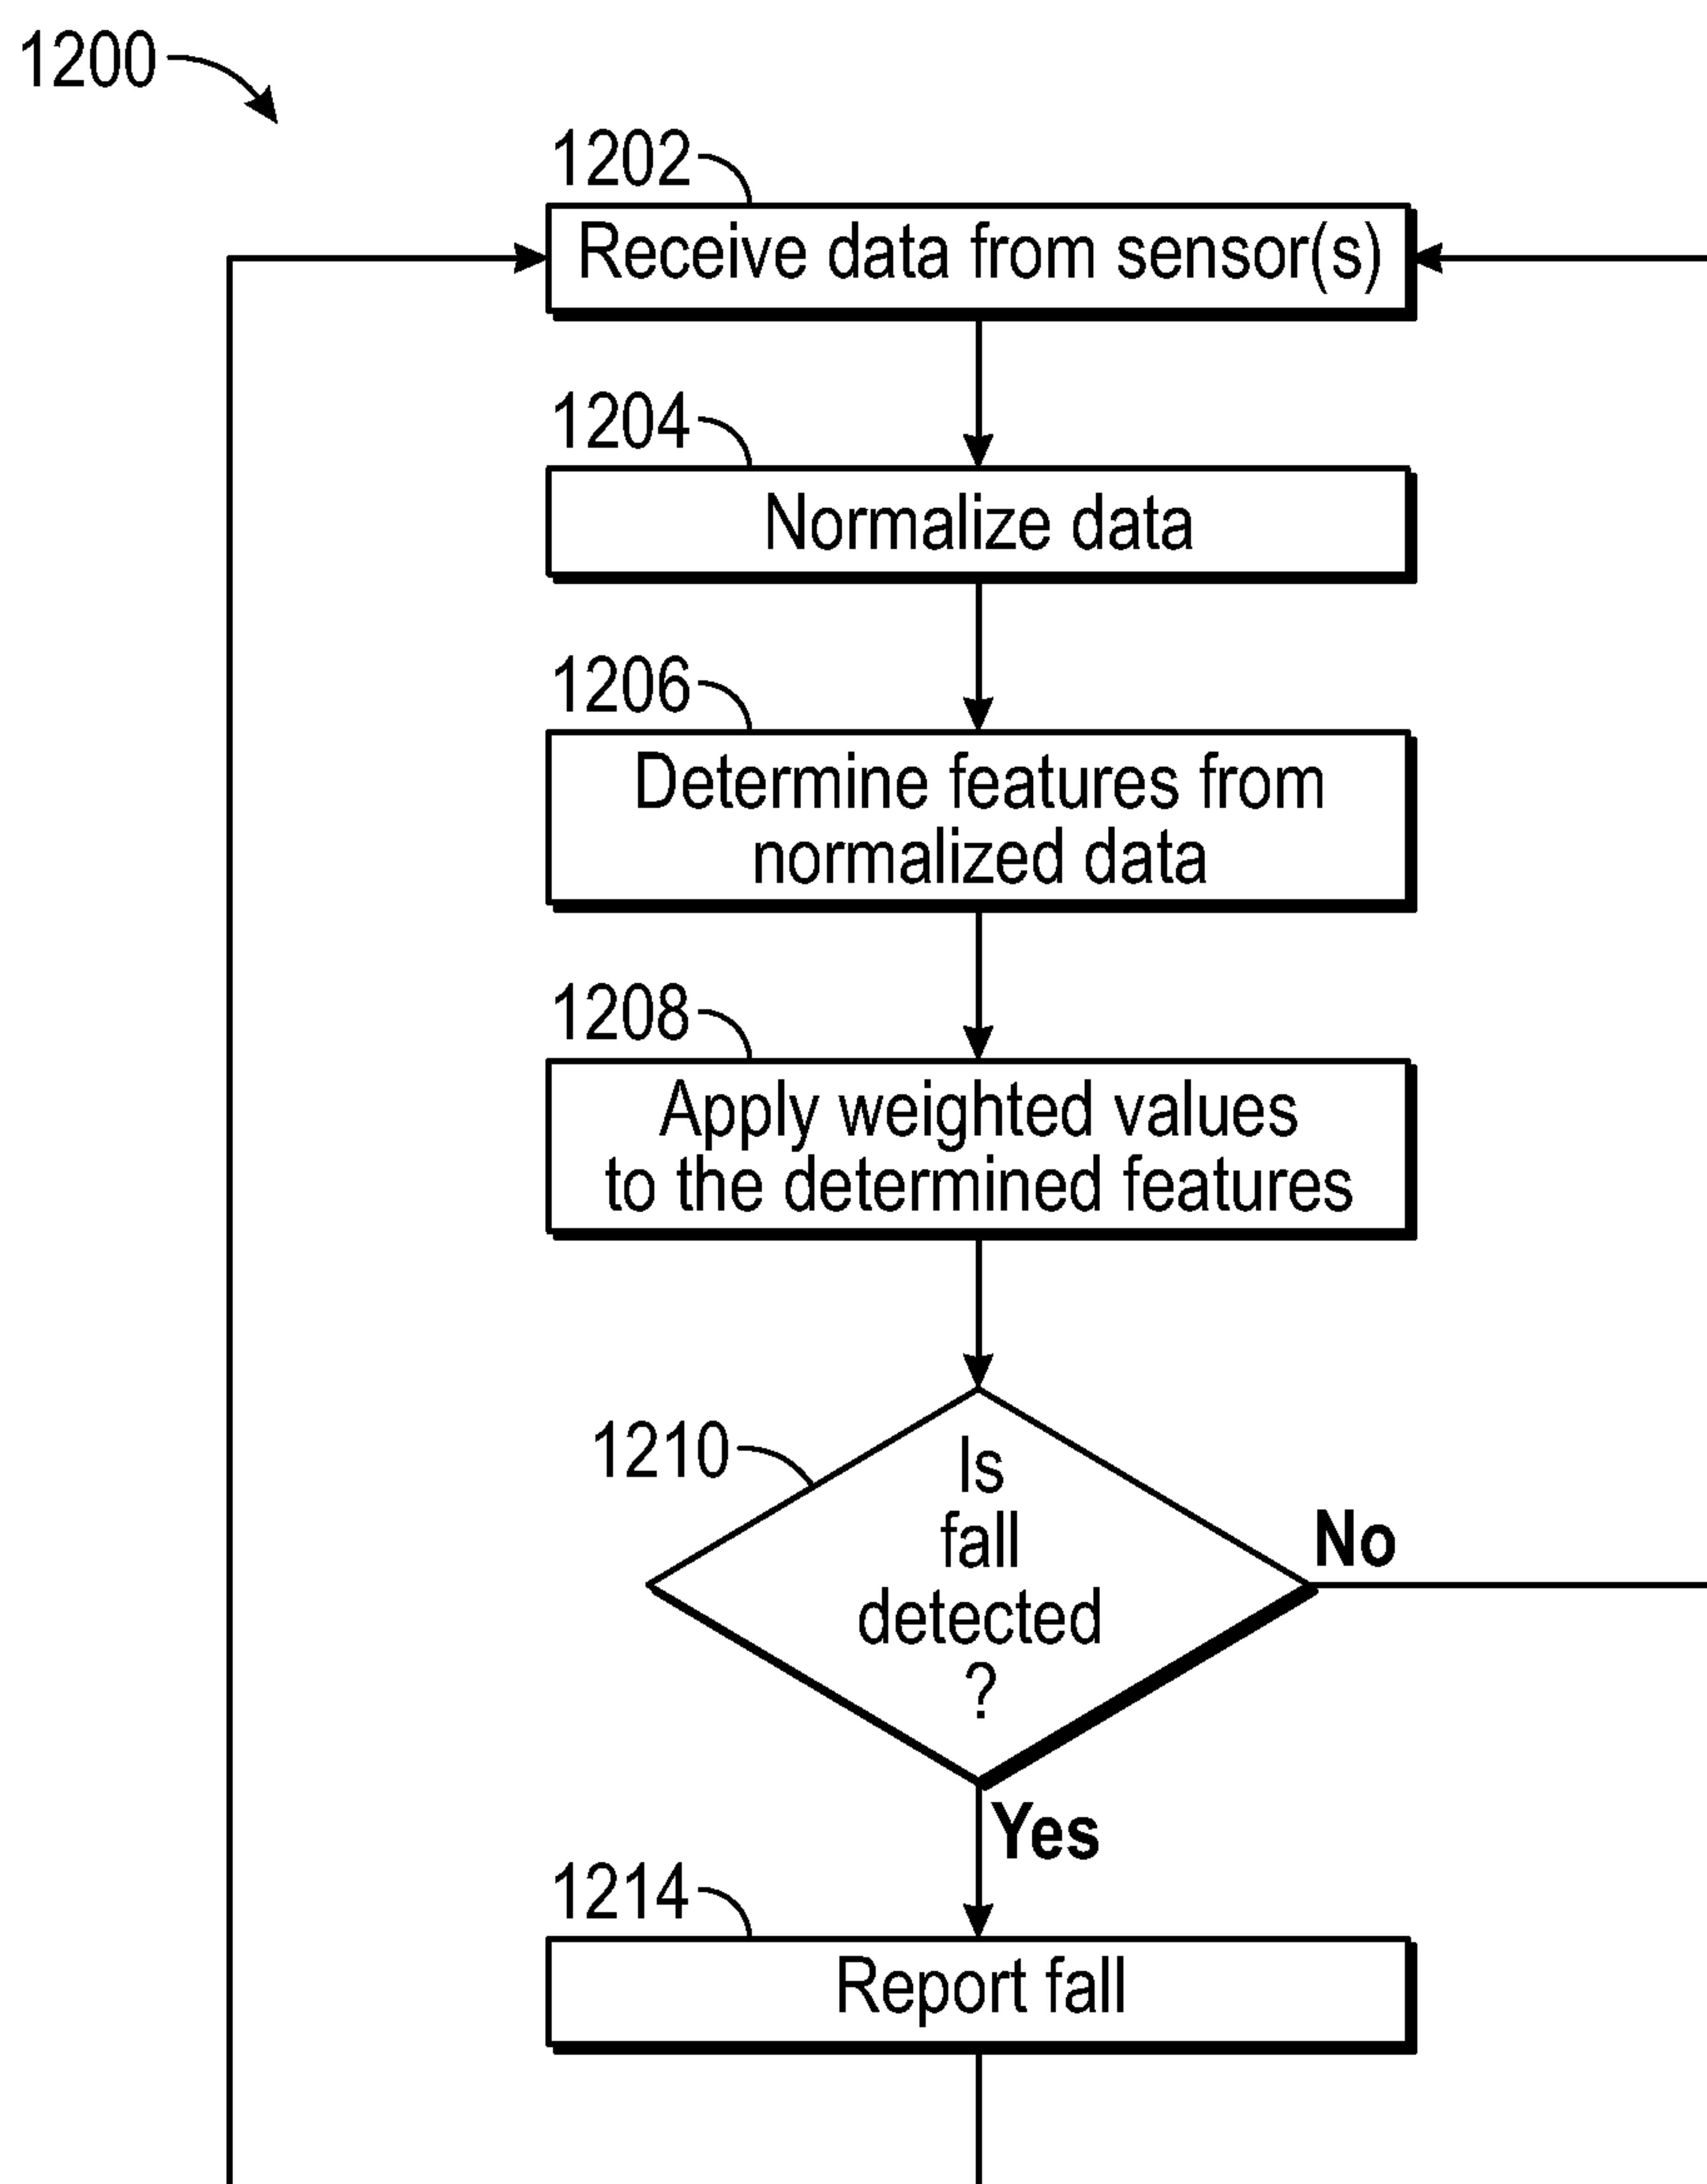 1200
1202
Receive data from sensor(s)
1204
Normalize data
1206
Determine features from
normalized data
1208
Apply weighted values
to the determined features
1210
Is
fall
detected
?
No
Yes
1214
Report fall